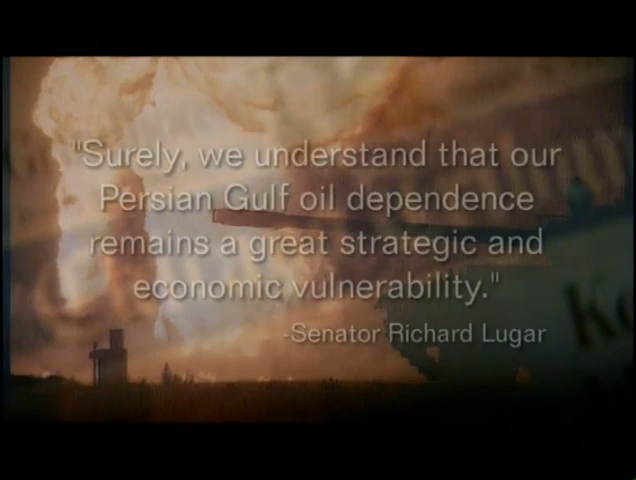 "Surely, we understand that our
Persian Gulf oil dependence
remains a great strategic and
economic vulnerability."
-Senator Richard Lugar